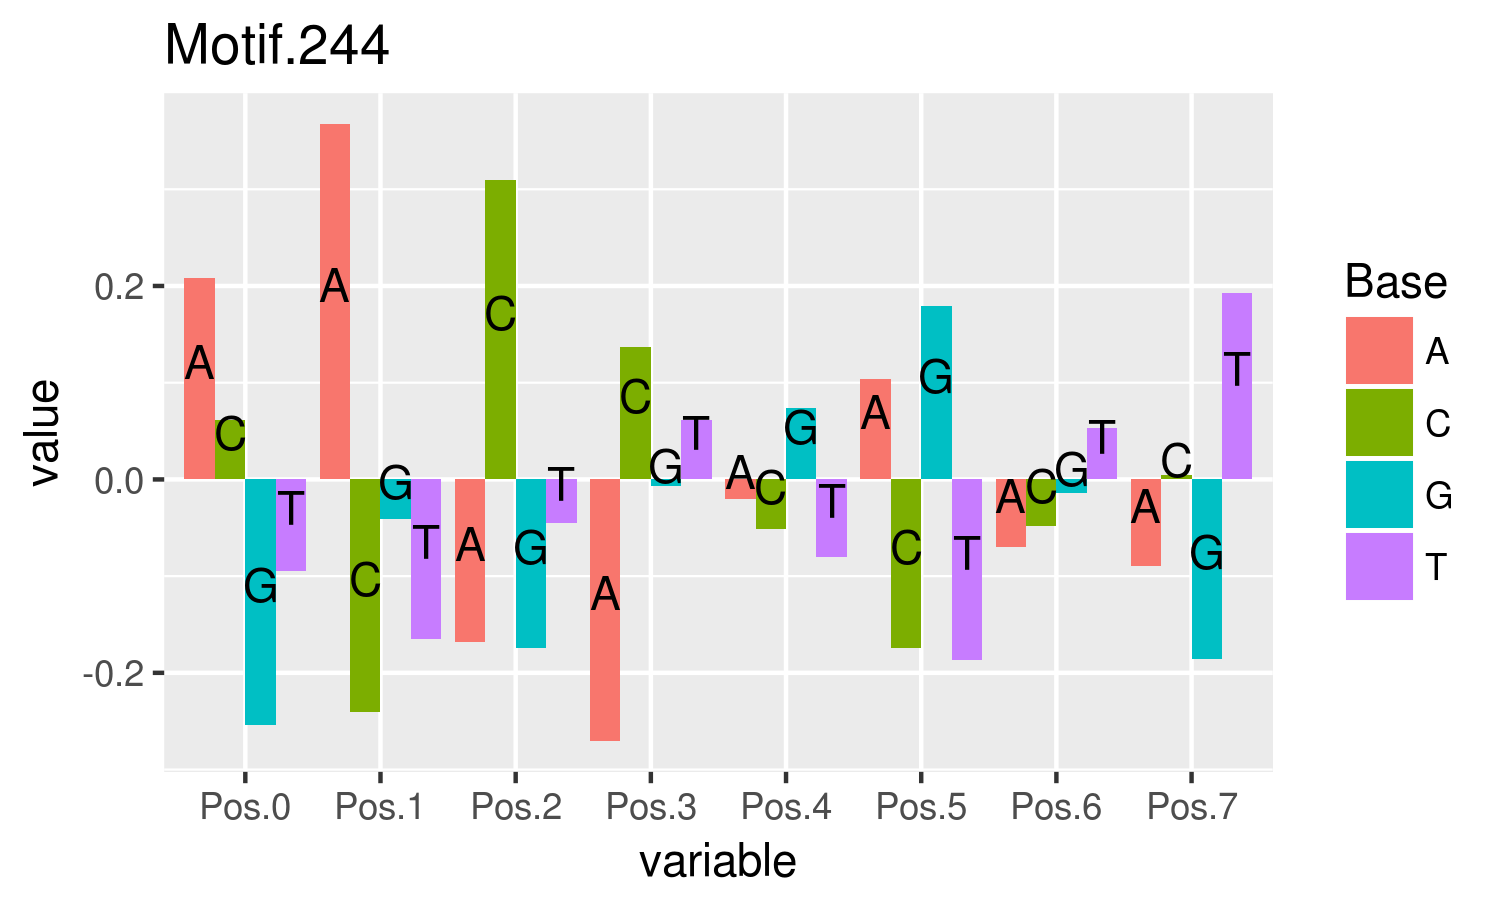 Motif.244
value
0.2
0.0
-0.2
A C G T
A C G T
A C G T
A C G T
A C G T
A C G T
A C G T
A C G T
Pos.0 Pos.1 Pos.2 Pos.3 Pos.4 Pos.5 Pos.6 Pos.7
variable
Base
A
C
G
T